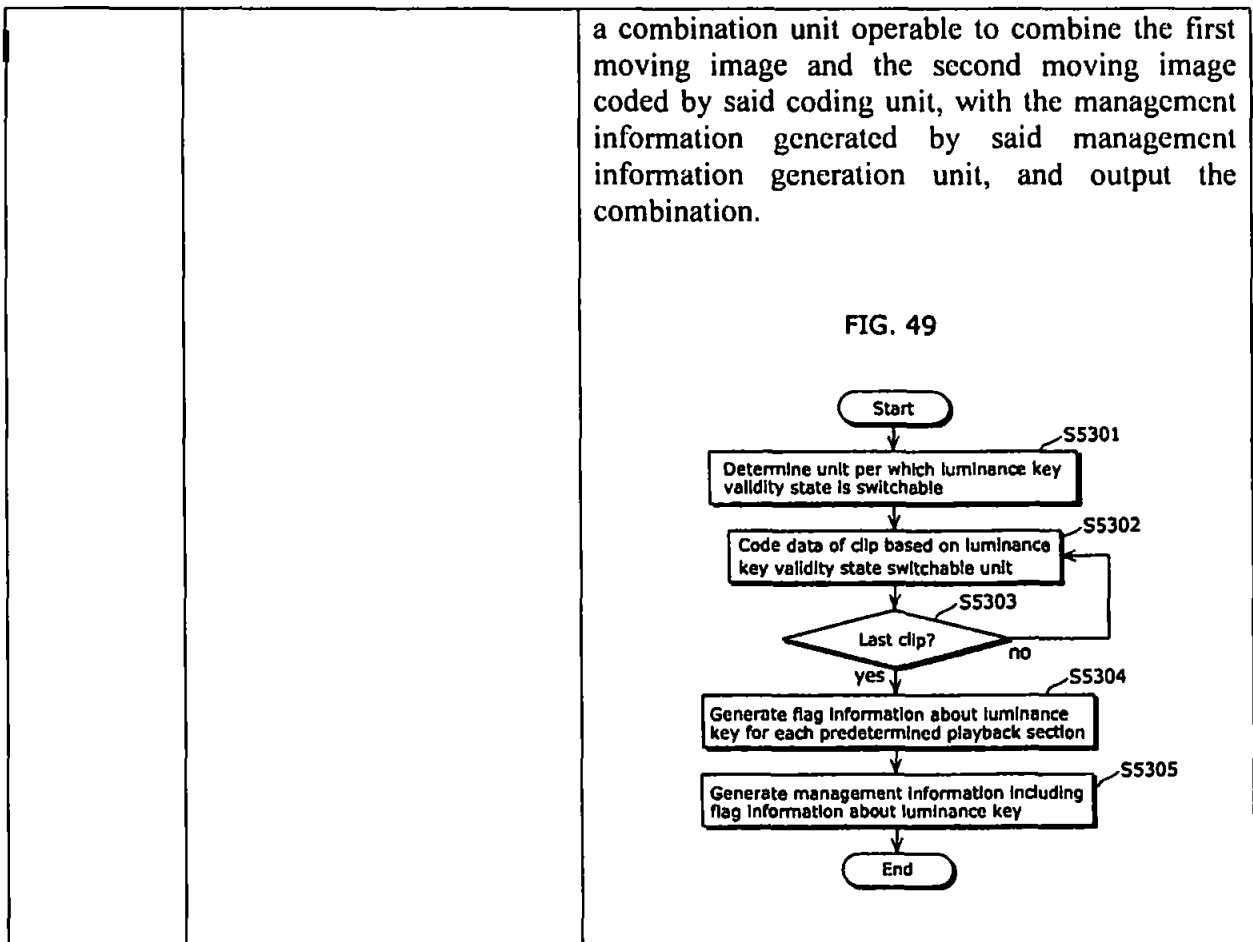 a combination unit operable to combine the first
moving image and the second moving image
coded by said coding unit, with the management
information generated by said management
information generation unit, and output the
combination.
FIG. 49
Start
S5301
Determine unit per which luminance key
validity state is switchable
S5302
Code data of clip based on luminance
key validity state switchable unit
S5303
Last clip?
no
yes
S5304
Generate flag information about luminance
key for each predetermined playback section
S5305
Generate management information including
flag information about luminance key
End